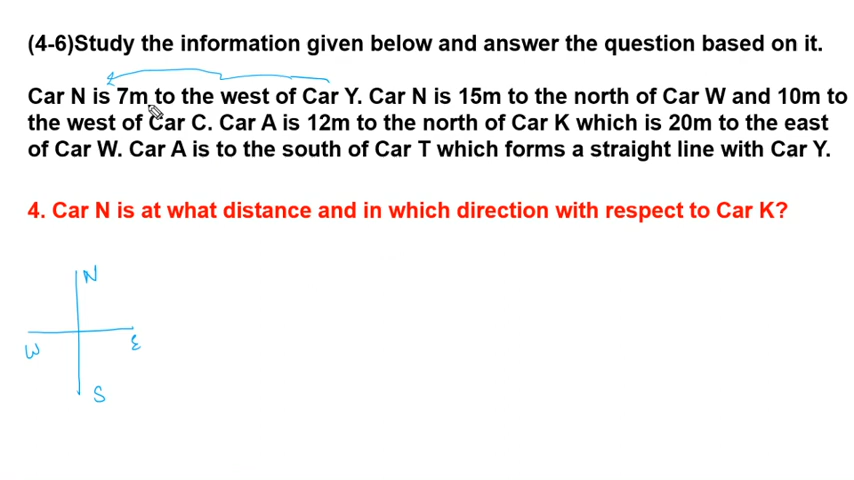 (4-6)Study the information given below and answer the question based on it.
Car N is 7m to the west of Car Y. Car N is 15m to the north of Car W and 10m to
the west of Car C. Car A is 12m to the north of Car K which is 20m to the east
of Car W. Car A is to the south of Car T which forms a straight line with Car Y.
4. Car N is at what distance and in which direction with respect to Car K?
N
W
E
S